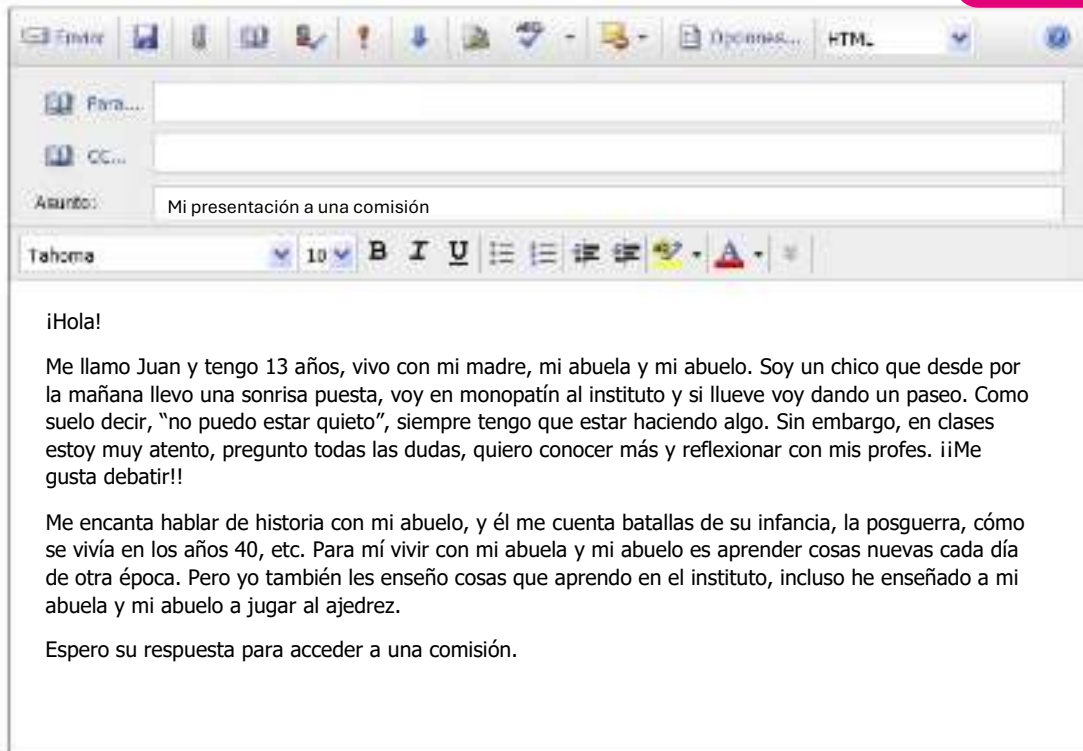 Enviar Opciones... HTML
Para...
CC...
Asunto: Mi presentación a una comisión
Tahoma 10 B I U A
¡Hola!
Me llamo Juan y tengo 13 años, vivo con mi madre, mi abuela y mi abuelo. Soy un chico que desde por
la mañana llevo una sonrisa puesta, voy en monopatín al instituto y si llueve voy dando un paseo. Como
suelo decir, “no puedo estar quieto”, siempre tengo que estar haciendo algo. Sin embargo, en clases
estoy muy atento, pregunto todas las dudas, quiero conocer más y reflexionar con mis profes. ¡¡Me
gusta debatir!!
Me encanta hablar de historia con mi abuelo, y él me cuenta batallas de su infancia, la posguerra, cómo
se vivía en los años 40, etc. Para mí vivir con mi abuela y mi abuelo es aprender cosas nuevas cada día
de otra época. Pero yo también les enseño cosas que aprendo en el instituto, incluso he enseñado a mi
abuela y mi abuelo a jugar al ajedrez.
Espero su respuesta para acceder a una comisión.